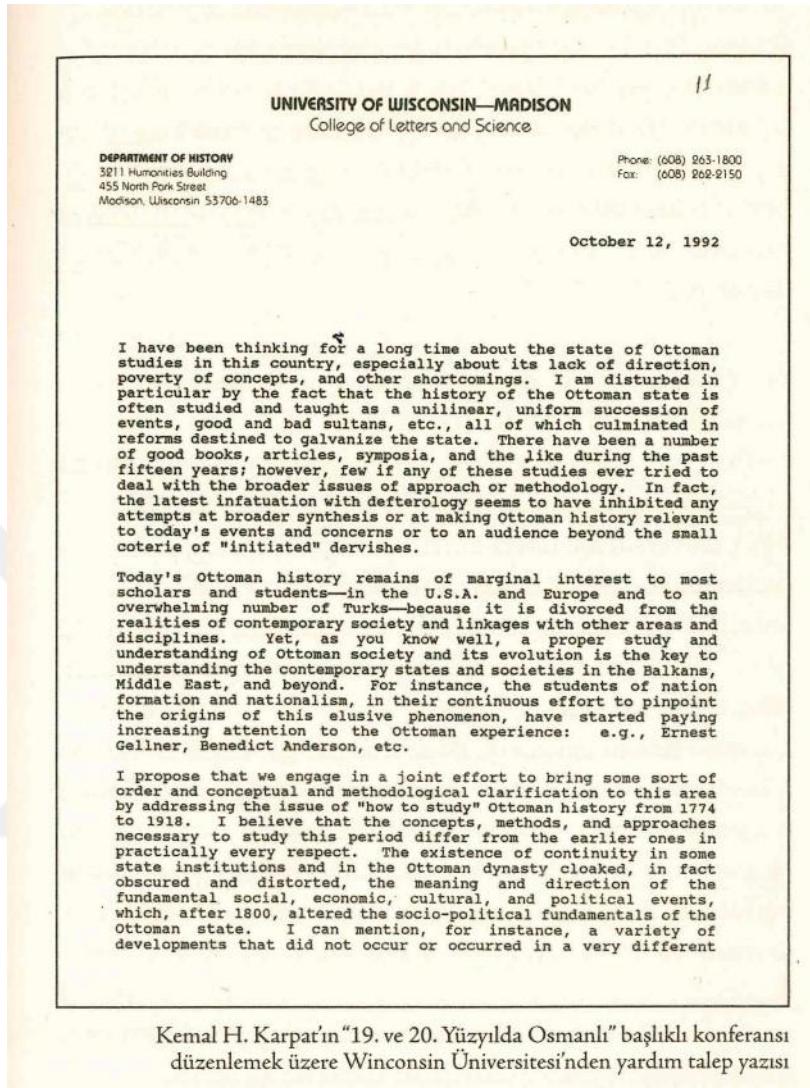 11
UNIVERSITY OF WISCONSIN—MADISON
College of Letters and Science
DEPARTMENT OF HISTORY
3211 Humanities Building
455 North Park Street
Madison, Wisconsin 53706-1483
Phone: (608) 263-1800
Fax: (608) 262-2150
October 12, 1992
I have been thinking for a long time about the state of Ottoman
studies in this country, especially about its lack of direction,
poverty of concepts, and other shortcomings. I am disturbed in
particular by the fact that the history of the Ottoman state is
often studied and taught as a unilinear, uniform succession of
events, good and bad sultans, etc., all of which culminated in
reforms destined to galvanize the state. There have been a number
of good books, articles, symposia, and the like during the past
fifteen years; however, few if any of these studies ever tried to
deal with the broader issues of approach or methodology. In fact,
the latest infatuation with defterology seems to have inhibited any
attempts at broader synthesis or at making Ottoman history relevant
to today's events and concerns or to an audience beyond the small
coterie of "initiated" dervishes.
Today's Ottoman history remains of marginal interest to most
scholars and students—in the U.S.A. and Europe and to an
overwhelming number of Turks—because it is divorced from the
realities of contemporary society and linkages with other areas and
disciplines. Yet, as you know well, a proper study and
understanding of Ottoman society and its evolution is the key to
understanding the contemporary states and societies in the Balkans,
Middle East, and beyond. For instance, the students of nation
formation and nationalism, in their continuous effort to pinpoint
the origins of this elusive phenomenon, have started paying
increasing attention to the Ottoman experience: e.g., Ernest
Gellner, Benedict Anderson, etc.
I propose that we engage in a joint effort to bring some sort of
order and conceptual and methodological clarification to this area
by addressing the issue of "how to study" Ottoman history from 1774
to 1918. I believe that the concepts, methods, and approaches
necessary to study this period differ from the earlier ones in
practically every respect. The existence of continuity in some
state institutions and in the Ottoman dynasty cloaked, in fact
obscured and distorted, the meaning and direction of the
fundamental social, economic, cultural, and political events,
which, after 1800, altered the socio-political fundamentals of the
Ottoman state. I can mention, for instance, a variety of
developments that did not occur or occurred in a very different
Kemal H. Karpat'ın "19. ve 20. Yüzyılda Osmanlı" başlıklı konferansı
düzenlemek üzere Winconsin Üniversitesi'nden yardım talep yazısı